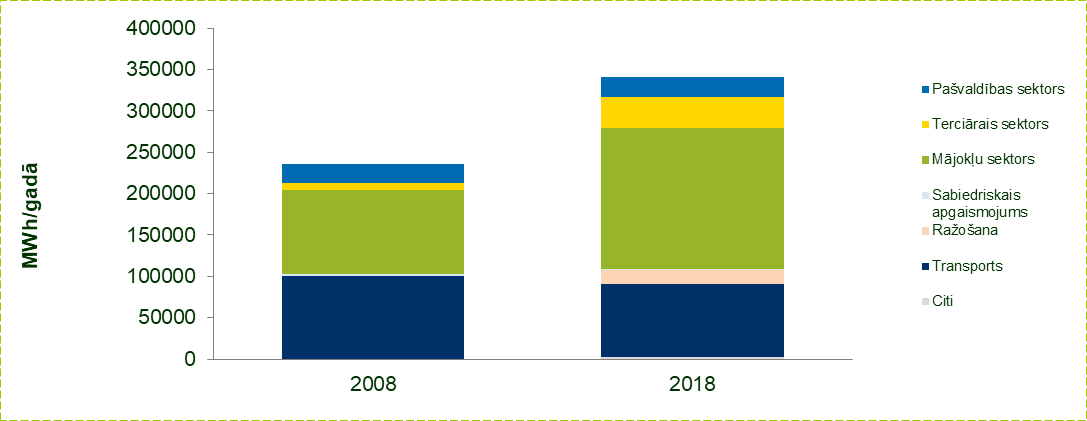 400000
350000
300000
250000
200000
150000
100000
50000
0
MWh/gadā
2008
2018
Pašvaldības sektors
Terciārais sektors
Mājokļu sektors
Sabiedriskais
apgaismojums
Ražošana
Transports
Citi